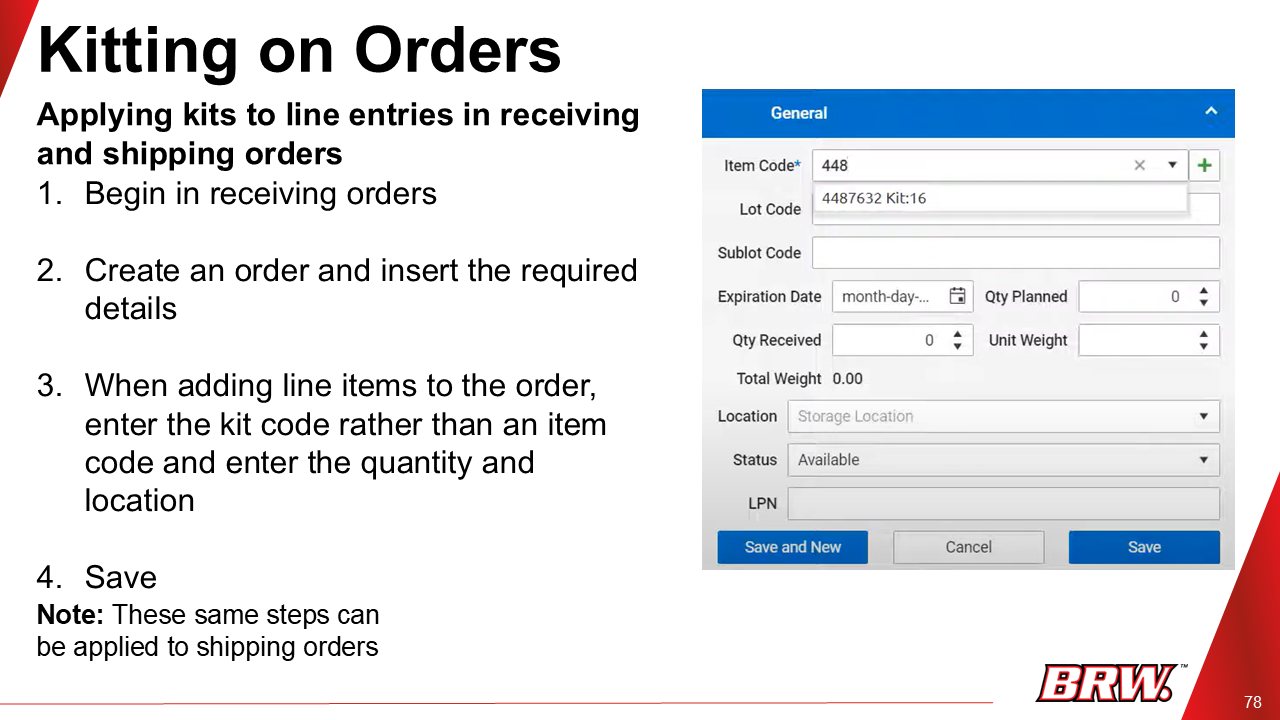 Kitting on Orders
Applying kits to line entries in receiving
and shipping orders
1. Begin in receiving orders
2. Create an order and insert the required
details
3. When adding line items to the order,
enter the kit code rather than an item
code and enter the quantity and
location
4. Save
Note: These same steps can
be applied to shipping orders
General
Item Code* 448
4487632 Kit:16
Lot Code
Sublot Code
Expiration Date month-day-... Qty Planned 0
Qty Received 0 Unit Weight
Total Weight 0.00
Location Storage Location
Status Available
LPN
Save and New Cancel Save
BRW.™
78